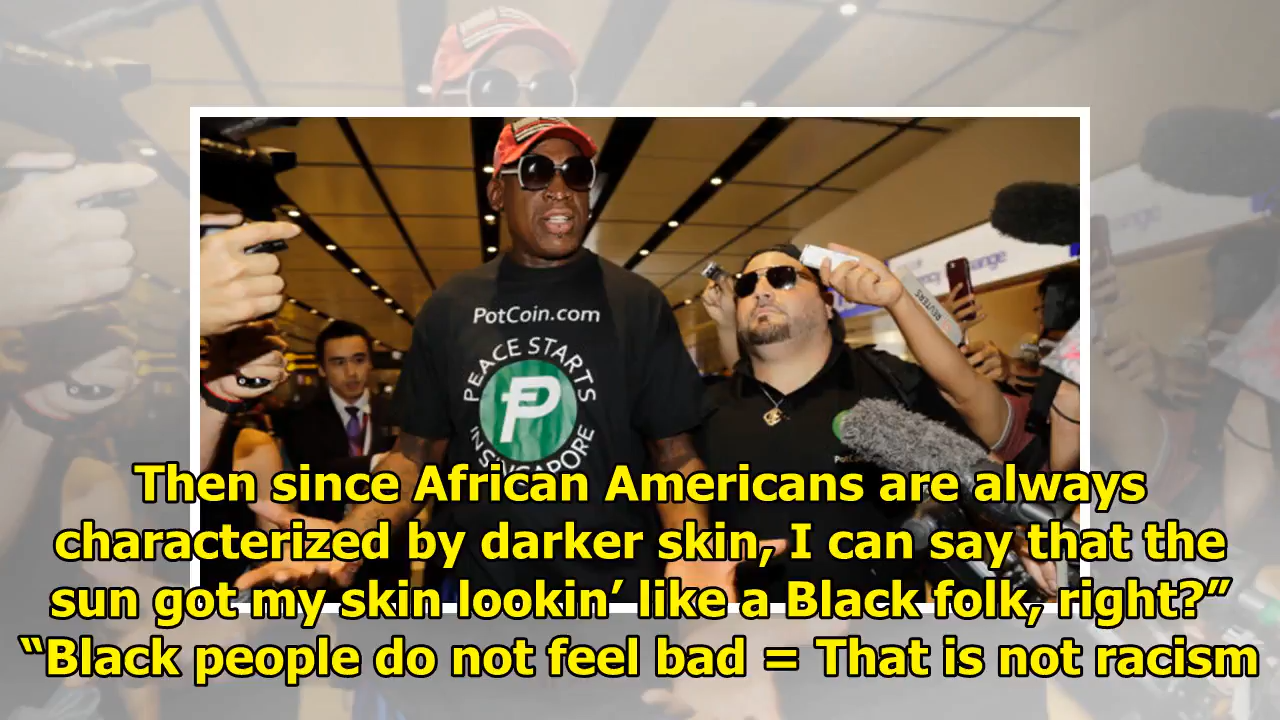 PotCoin.com
PEACE STARTS
IN SINGAPORE
REUTERS
Then since African Americans are always
characterized by darker skin, I can say that the
sun got my skin lookin’ like a Black folk, right?”
“Black people do not feel bad = That is not racism